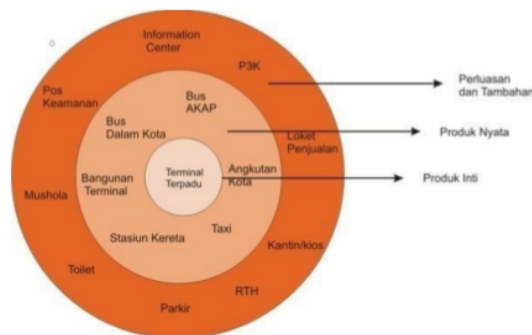 Information
Center
P3K
Pos
Keamanan
Bus
AKAP
Bus
Dalam Kota
Loket
Penjualan
Terminal
Terpadu
Bangunan
Terminal
Angkutan
Kota
Mushola
Stasiun Kereta
Taxi
Kantin/kios
Toilet
RTH
Parkir
Perluasan
dan Tambahan
Produk Nyata
Produk Inti